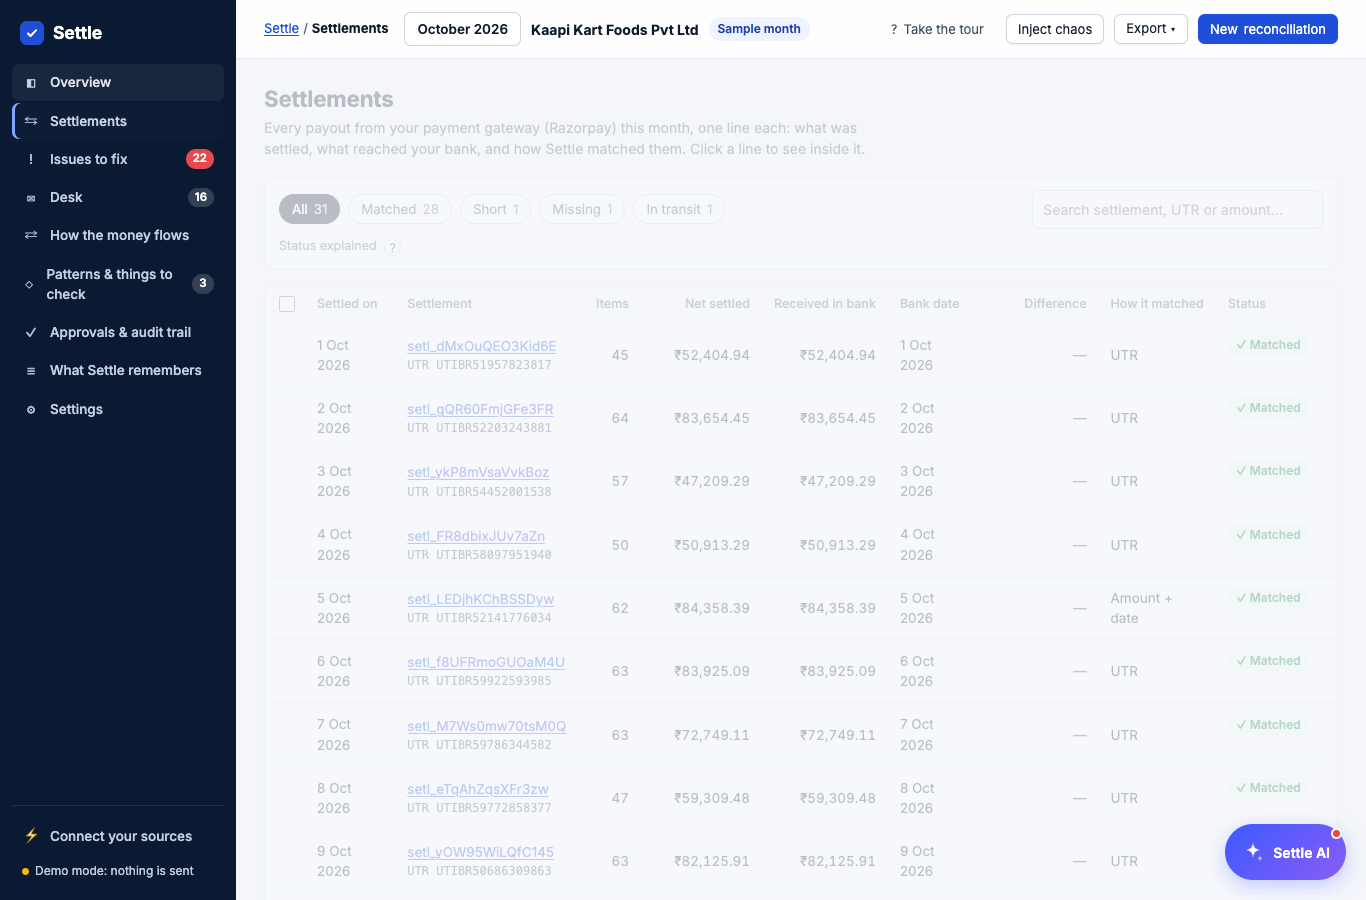 Settle
Overview
Settlements
Issues to fix 22
Desk 16
How the money flows
Patterns & things to
check 3
Approvals & audit trail
What Settle remembers
Settings
Connect your sources
Demo mode: nothing is sent
Settle / Settlements October 2026 Kaapi Kart Foods Pvt Ltd Sample month ? Take the tour Inject chaos Export New reconciliation
Settlements
Every payout from your payment gateway (Razorpay) this month, one line each: what was
settled, what reached your bank, and how Settle matched them. Click a line to see inside it.
All 31 Matched 28 Short 1 Missing 1 In transit 1 Search settlement, UTR or amount...
Status explained ?
Settled on Settlement Items Net settled Received in bank Bank date Difference How it matched Status
1 Oct
2026 setl_dMxOuQEO3Kid6E
UTR UTIBR51957823817 45 ₹52,404.94 ₹52,404.94 1 Oct
2026 — UTR ✓ Matched
2 Oct
2026 setl_gQR60FmjGFe3FR
UTR UTIBR52203243881 64 ₹83,654.45 ₹83,654.45 2 Oct
2026 — UTR ✓ Matched
3 Oct
2026 setl_ykP8mVsaVvkBoz
UTR UTIBR54452001538 57 ₹47,209.29 ₹47,209.29 3 Oct
2026 — UTR ✓ Matched
4 Oct
2026 setl_FR8dbixJUv7aZn
UTR UTIBR58097951940 50 ₹50,913.29 ₹50,913.29 4 Oct
2026 — UTR ✓ Matched
5 Oct
2026 setl_LEDjhKChBSSDyw
UTR UTIBR52141776034 62 ₹84,358.39 ₹84,358.39 5 Oct
2026 — Amount +
date ✓ Matched
6 Oct
2026 setl_f8UFRmoGUOaM4U
UTR UTIBR59922593985 63 ₹83,925.09 ₹83,925.09 6 Oct
2026 — UTR ✓ Matched
7 Oct
2026 setl_M7Ws0mw70tsM0Q
UTR UTIBR59786344582 63 ₹72,749.11 ₹72,749.11 7 Oct
2026 — UTR ✓ Matched
8 Oct
2026 setl_eTqAhZqsXFr3zw
UTR UTIBR59772858377 47 ₹59,309.48 ₹59,309.48 8 Oct
2026 — UTR ✓ Matched
9 Oct
2026 setl_yOW95WiLQfC145
UTR UTIBR50686309863 63 ₹82,125.91 ₹82,125.91 9 Oct
2026 — UTR
Settle AI